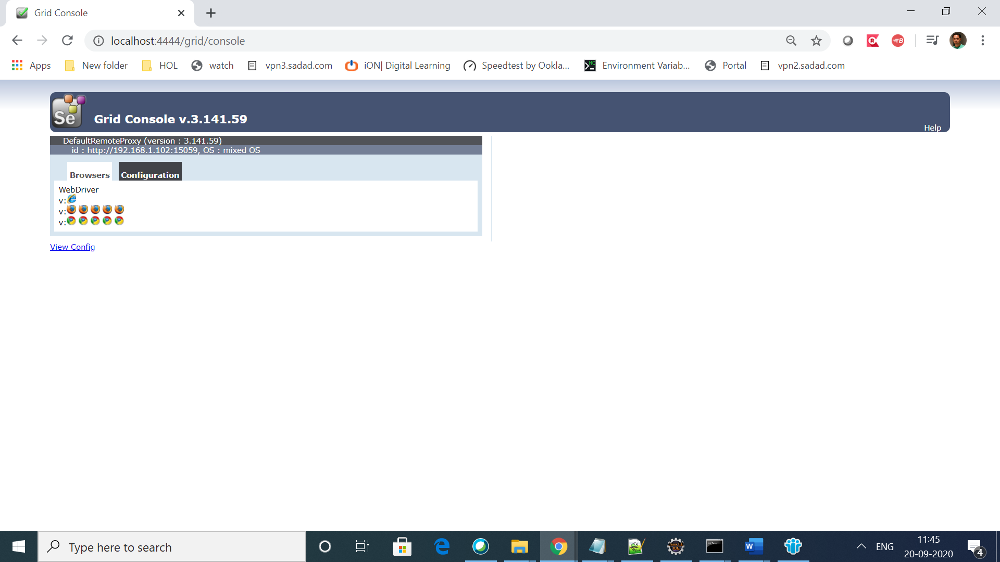 Grid Console
localhost:4444/grid/console
Apps New folder HOL watch vpn3.sadad.com iON| Digital Learning Speedtest by Ookla... Environment Variab... Portal vpn2.sadad.com
Se Grid Console v.3.141.59
Help
DefaultRemoteProxy (version : 3.141.59)
id : http://192.168.1.102:15059, OS : mixed OS
Browsers Configuration
WebDriver
v:
v:
v:
View Config
Type here to search
ENG
11:45
20-09-2020
4